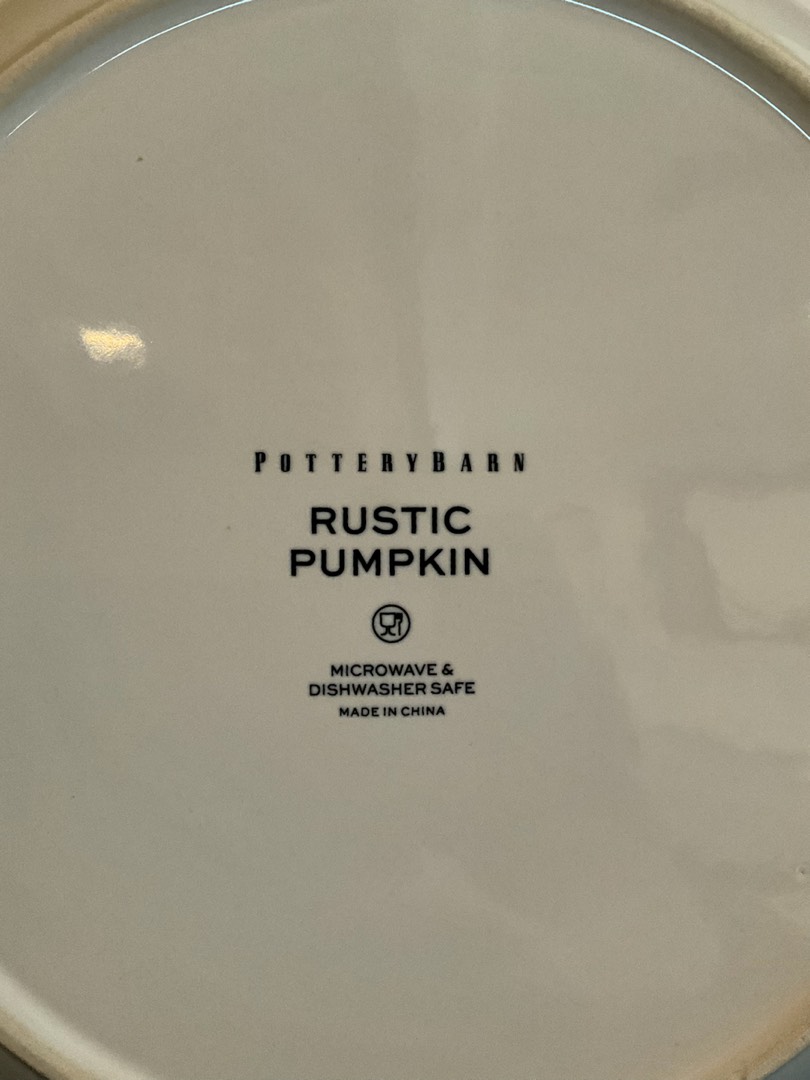 POTTERYBARN
RUSTIC
PUMPKIN
MICROWAVE &
DISHWASHER SAFE
MADE IN CHINA